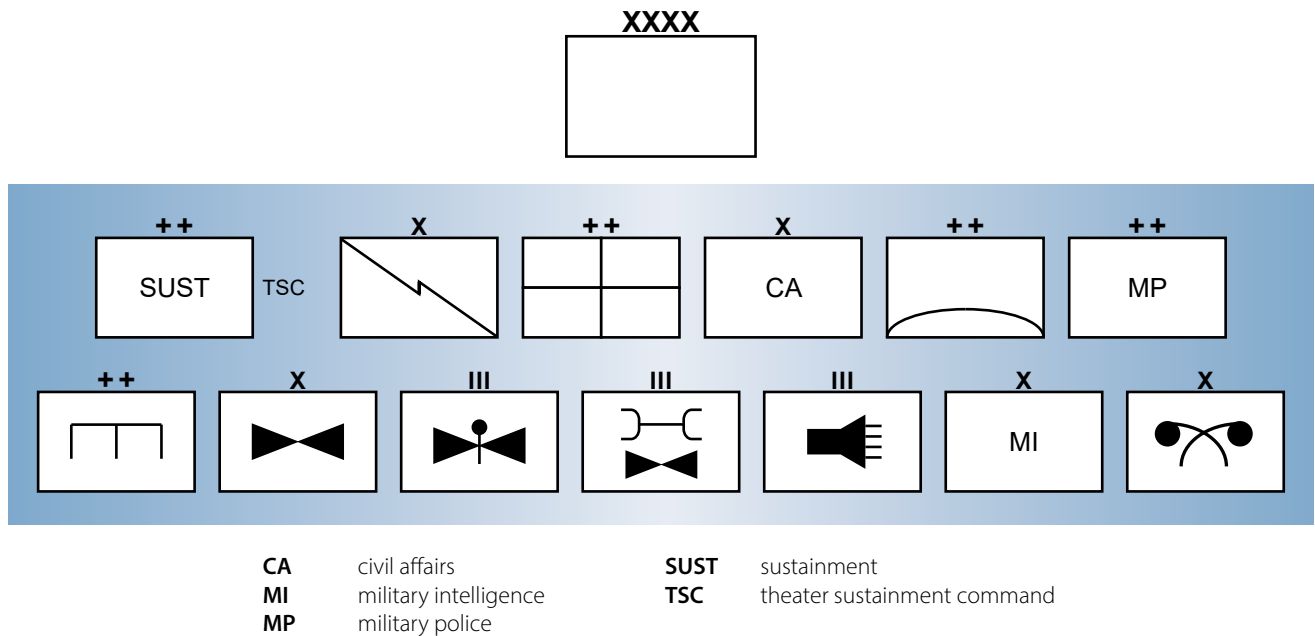 XXXX
++ X ++ X ++ ++
SUST TSC CA MP
++ X III III III X X
MI
CA civil affairs SUST sustainment
MI military intelligence TSC theater sustainment command
MP military police